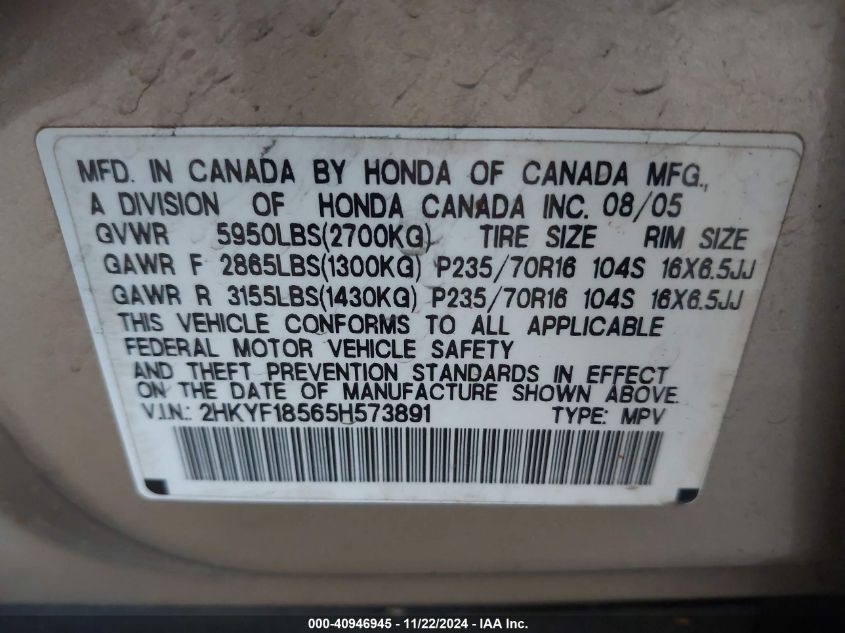 MFD. IN CANADA BY HONDA OF CANADA MFG.,
A DIVISION OF HONDA CANADA INC. 08/05
GVWR 5950LBS(2700KG) TIRE SIZE RIM SIZE
GAWR F 2865LBS(1300KG) P235/70R16 104S 16X6.5JJ
GAWR R 3155LBS(1430KG) P235/70R16 104S 16X6.5JJ
THIS VEHICLE CONFORMS TO ALL APPLICABLE
FEDERAL MOTOR VEHICLE SAFETY
AND THEFT PREVENTION STANDARDS IN EFFECT
ON THE DATE OF MANUFACTURE SHOWN ABOVE.
V.I.N.: 2HKYF18565H573891 TYPE: MPV
000-40946945 - 11/22/2024 - IAA Inc.